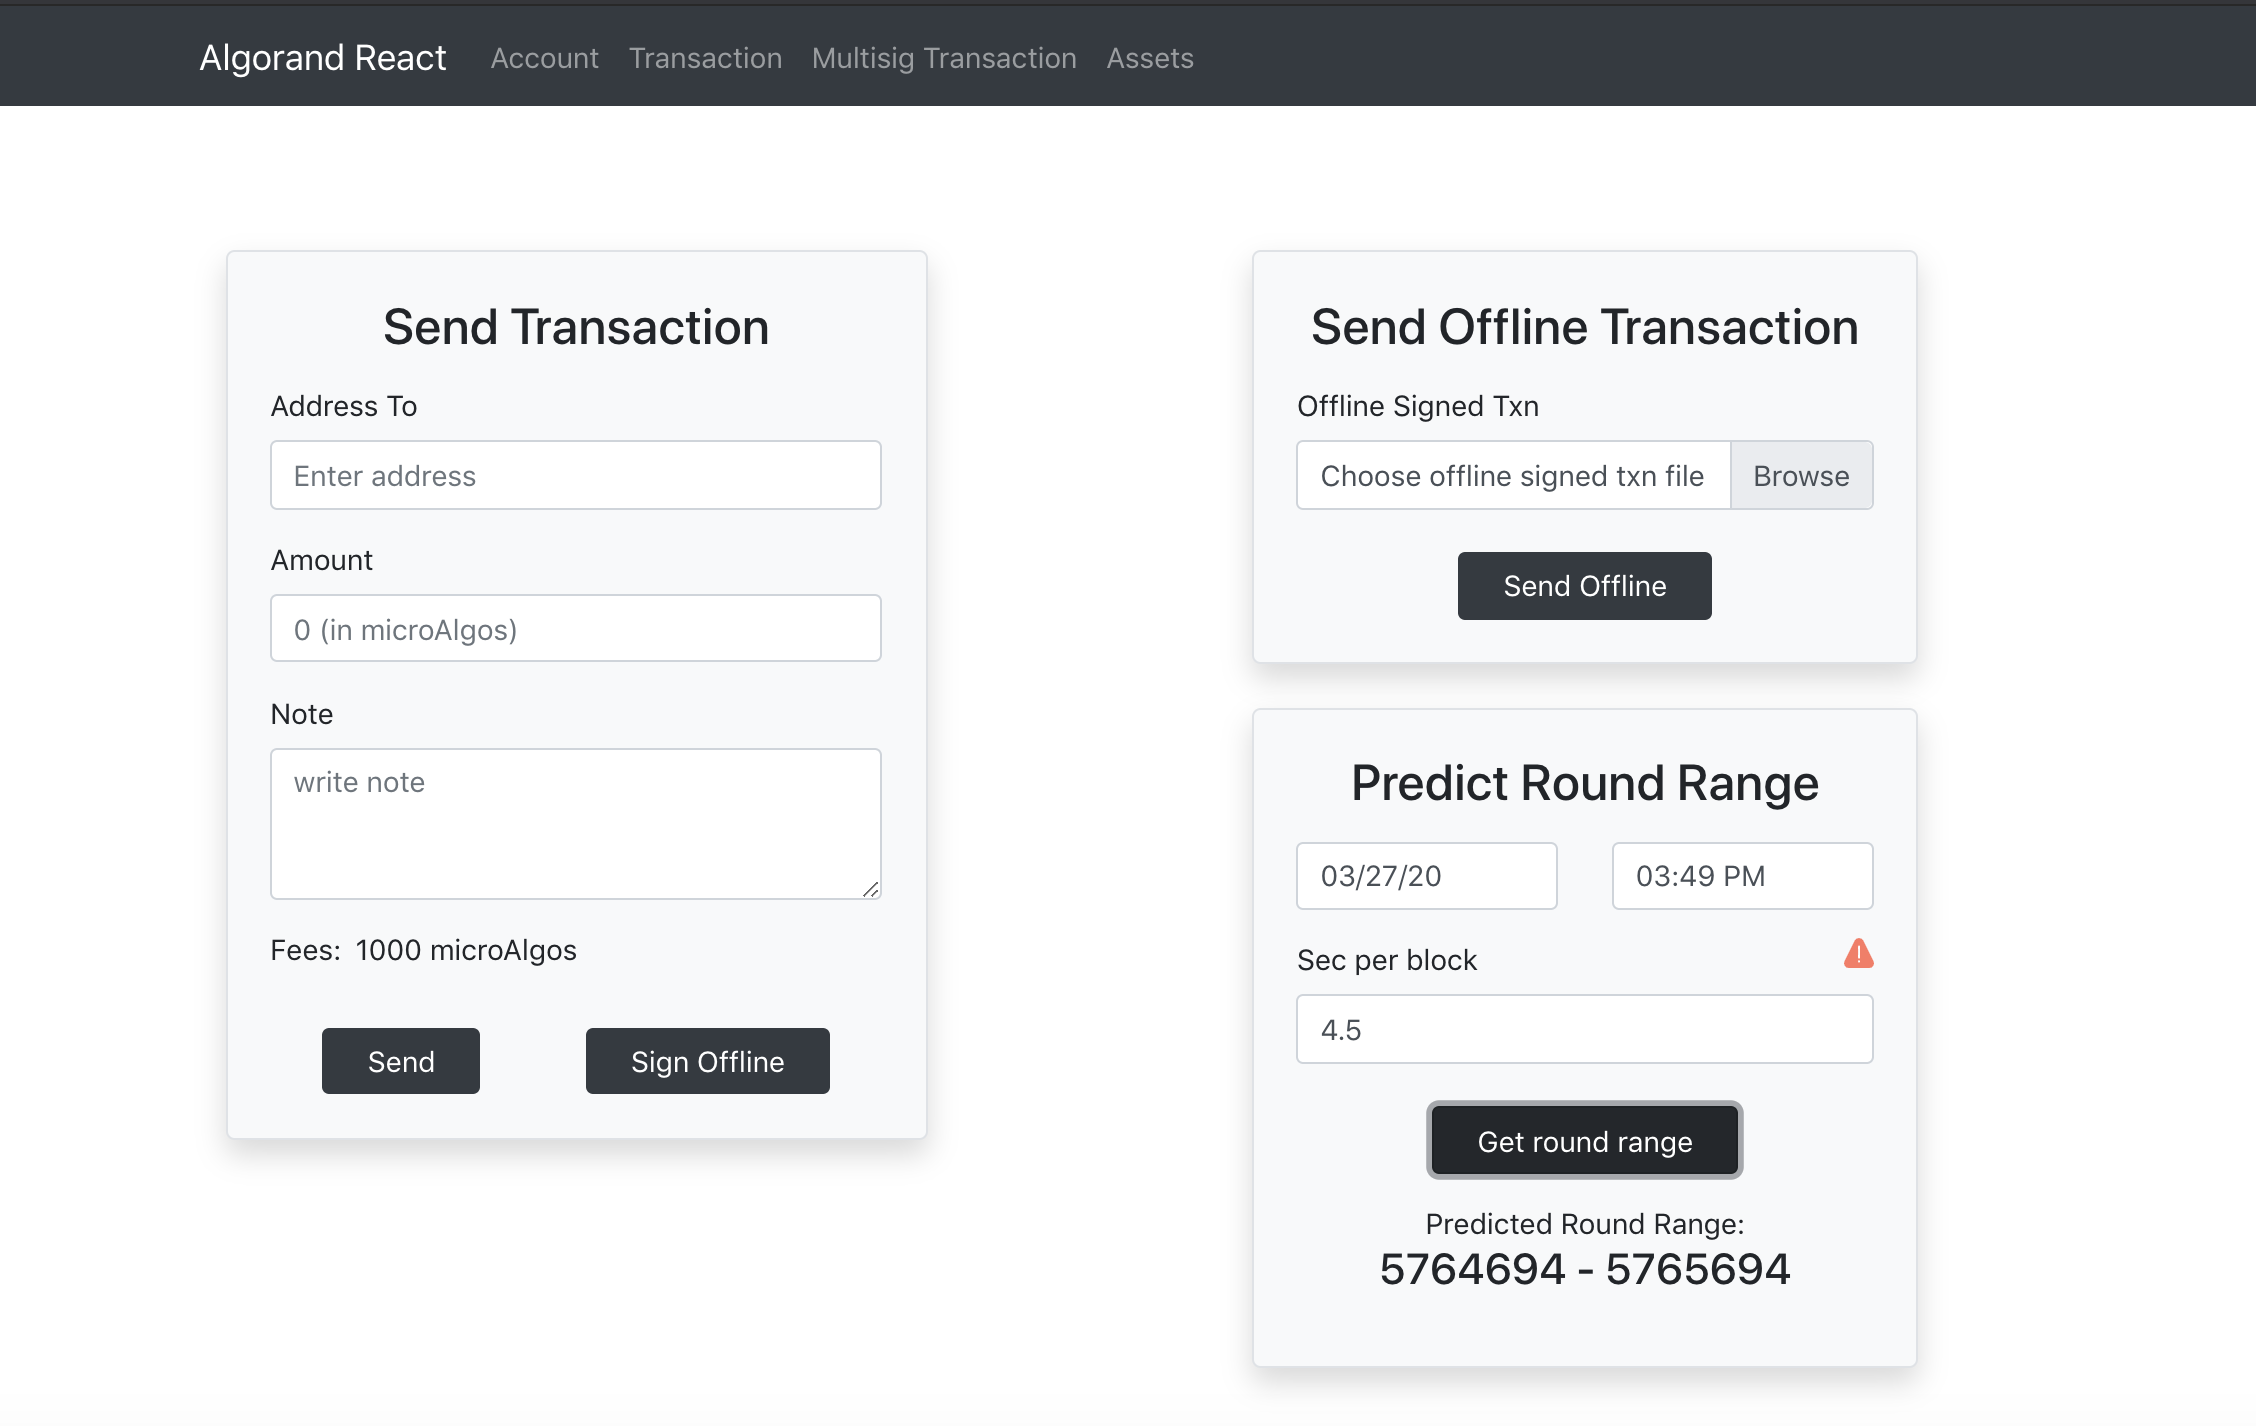 Algorand React Account Transaction Multisig Transaction Assets
Send Transaction
Address To
Enter address
Amount
0 (in microAlgos)
Note
write note
Fees: 1000 microAlgos
Send Sign Offline
Send Offline Transaction
Offline Signed Txn
Choose offline signed txn file Browse
Send Offline
Predict Round Range
03/27/20 03:49 PM
Sec per block
4.5
Get round range
Predicted Round Range:
5764694 - 5765694